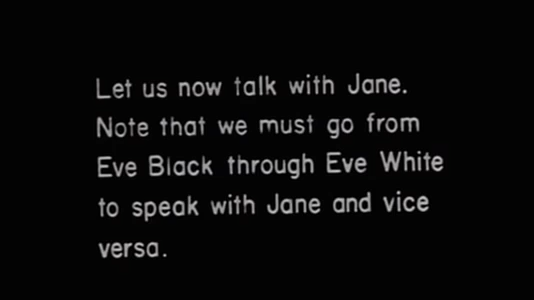 Let us now talk with Jane.
Note that we must go from
Eve Black through Eve White
to speak with Jane and vice
versa.